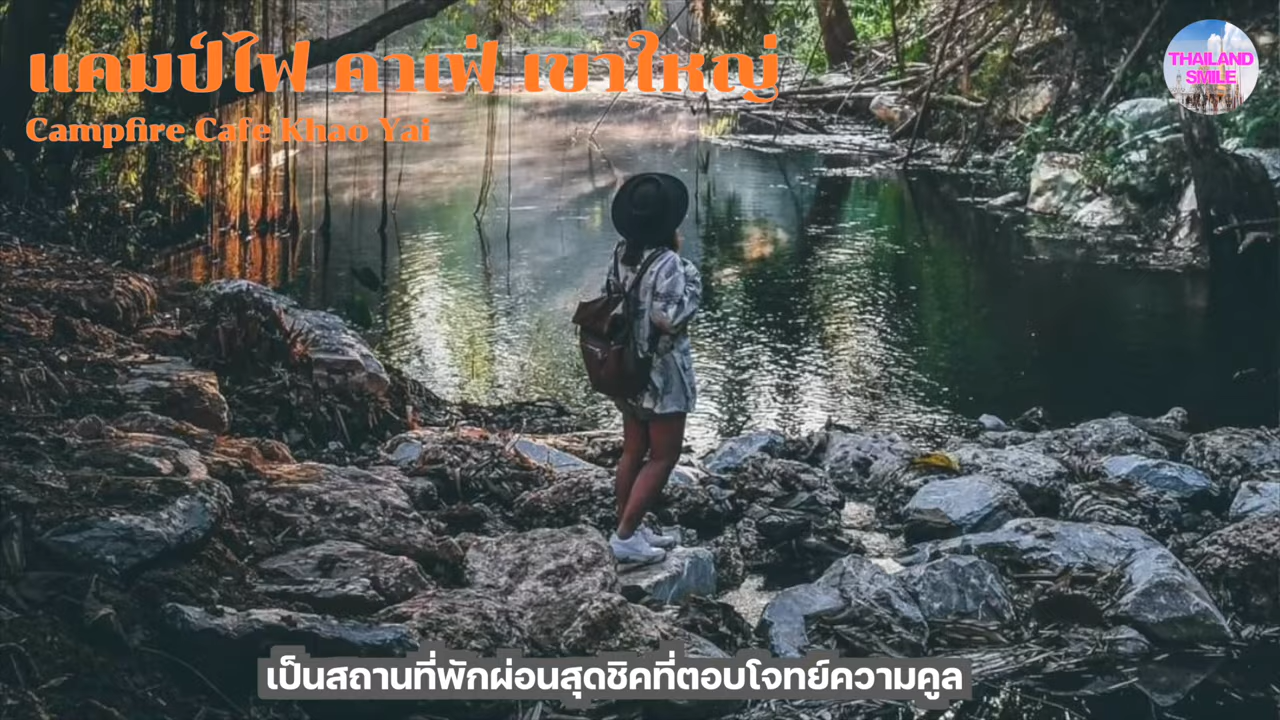 แคมป์ไฟ คาเฟ่ เขาใหญ่
Campfire Cafe Khao Yai
THAILAND
SMILE
เป็นสถานที่พักผ่อนสุดชิคที่ตอบโจทย์ความคูล